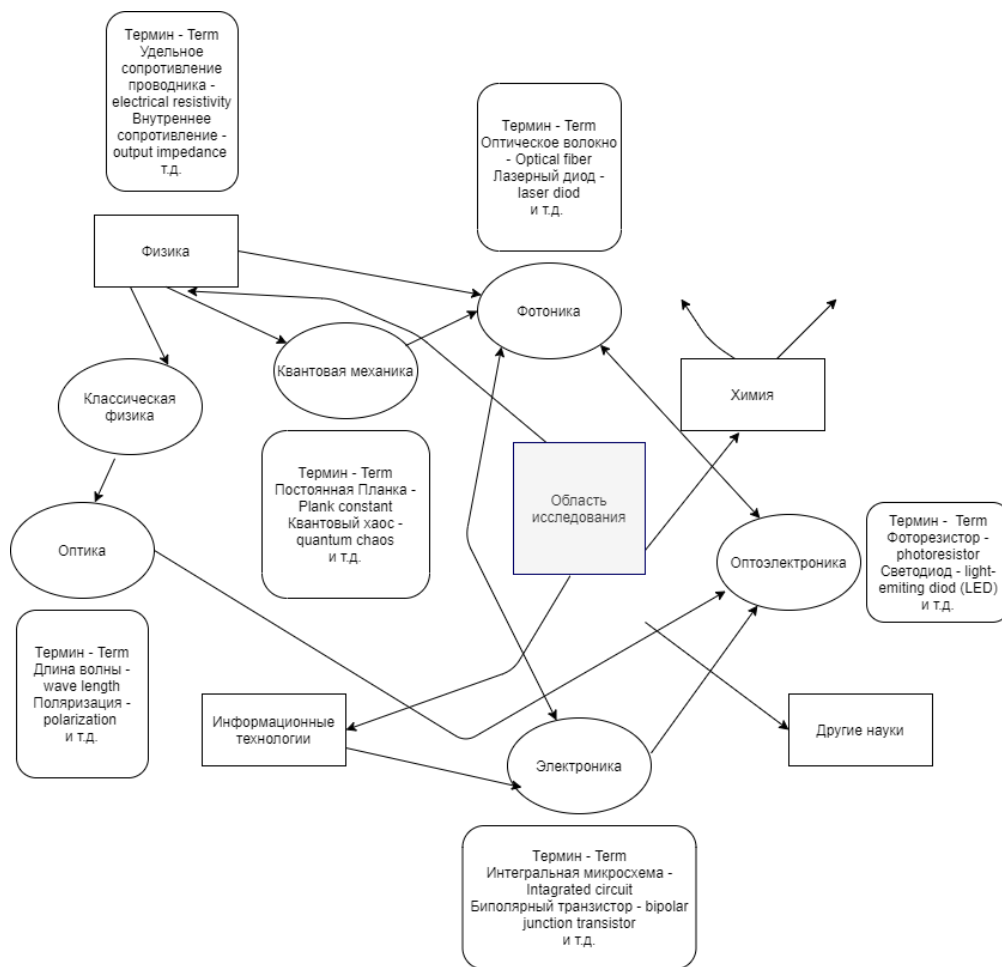 Термин - Term
Удельное
сопротивление
проводника -
electrical resistivity
Внутреннее
сопротивление -
output impedance
т.д.
Термин - Term
Оптическое волокно
- Optical fiber
Лазерный диод -
laser diod
и т.д.
Физика
Фотоника
Квантовая механика
Химия
Классическая
физика
Термин - Term
Постоянная Планка -
Plank constant
Квантовый хаос -
quantum chaos
и т.д.
Область
исследования
Оптика
Оптоэлектроника
Термин - Term
Фоторезистор -
photoresistor
Светодиод - light-
emiting diod (LED)
и т.д.
Термин - Term
Длина волны -
wave length
Поляризация -
polarization
и т.д.
Информационные
технологии
Электроника
Другие науки
Термин - Term
Интегральная микросхема -
Intagrated circuit
Биполярный транзистор - bipolar
junction transistor
и т.д.